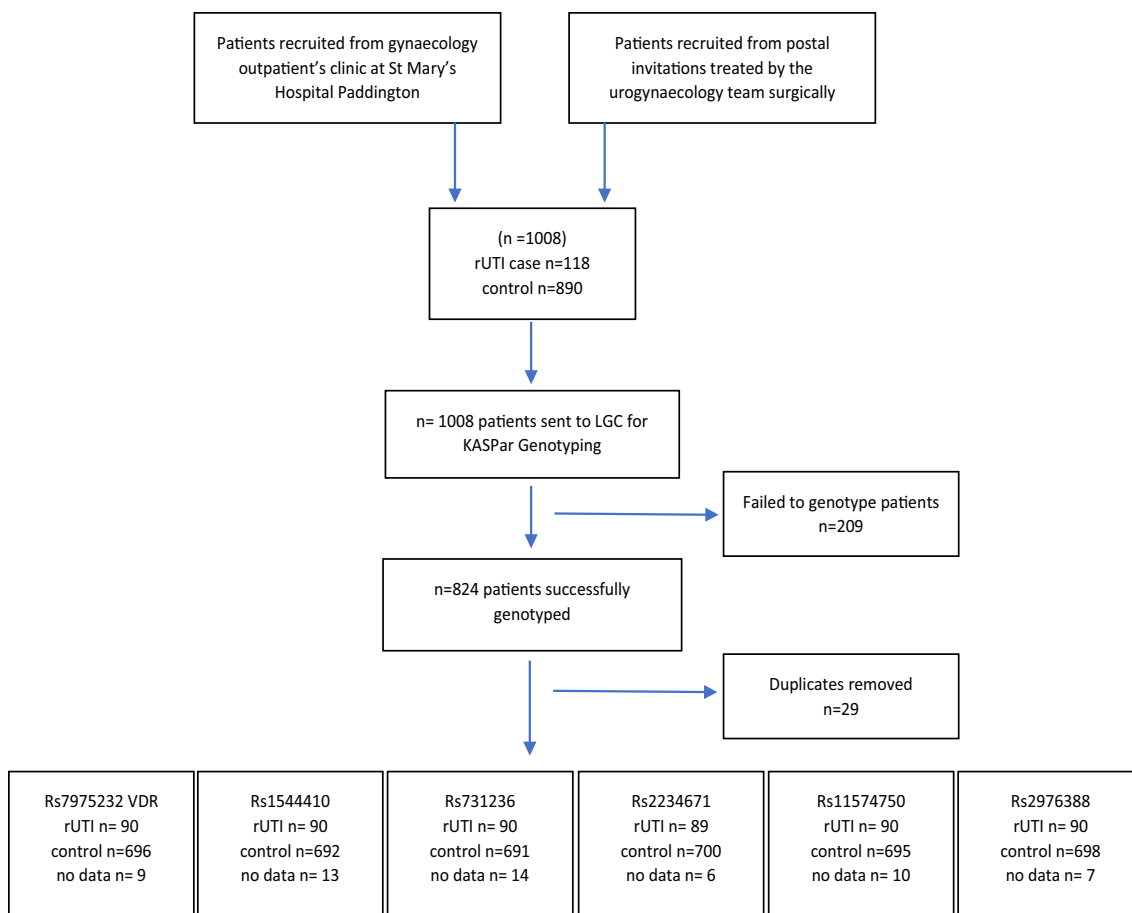 Patients recruited from gynaecology
outpatient's clinic at St Mary's
Hospital Paddington
Patients recruited from postal
invitations treated by the
urogynaecology team surgically
(n =1008)
rUTI case n=118
control n=890
n= 1008 patients sent to LGC for
KASPar Genotyping
Failed to genotype patients
n=209
n=824 patients successfully
genotyped
Duplicates removed
n=29
Rs7975232 VDR
rUTI n= 90
control n=696
no data n= 9
Rs1544410
rUTI n= 90
control n=692
no data n= 13
Rs731236
rUTI n= 90
control n=691
no data n= 14
Rs2234671
rUTI n= 89
control n=700
no data n= 6
Rs11574750
rUTI n= 90
control n=695
no data n= 10
Rs2976388
rUTI n= 90
control n=698
no data n= 7